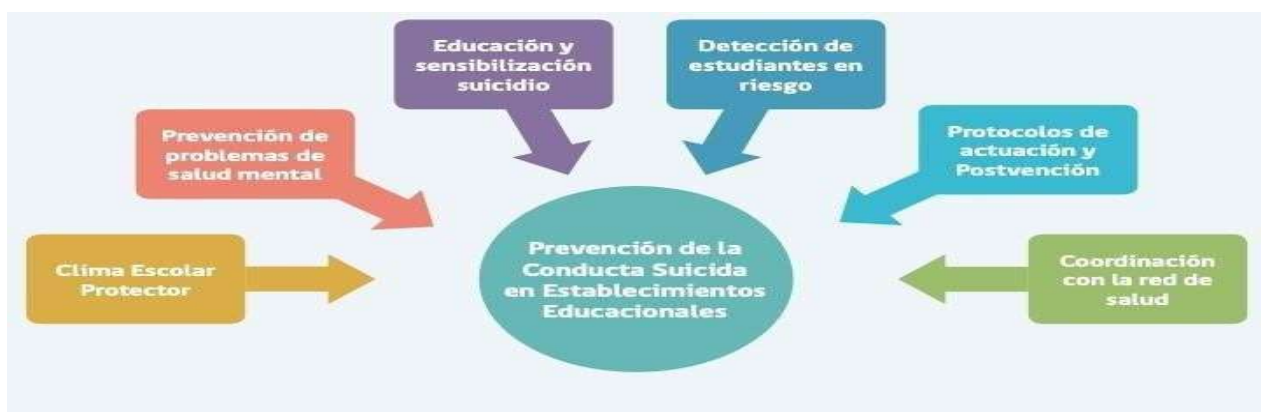 Clima Escolar
Protector
Prevención de
problemas de
salud mental
Educación y
sensibilización
suicidio
Detección de
estudiantes en
riesgo
Protocolos de
actuación y
Postvención
Coordinación
con la red de
salud
Prevención de la
Conducta Suicida
en Establecimientos
Educacionales